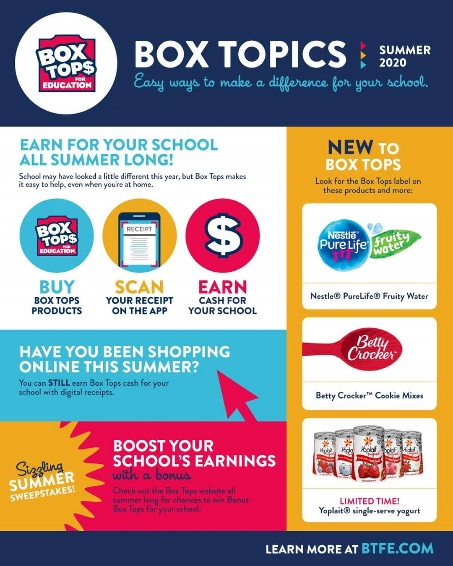 BOX
TOPS
FOR
EDUCATION
BOX TOPICS
SUMMER
2020
Easy ways to make a difference for your school.
EARN FOR YOUR SCHOOL
ALL SUMMER LONG!
School may have looked a little different this year, but Box Tops makes
it easy to help, even when you're at home.
BOX
TOPS
FOR
EDUCATION
RECEIPT
$
BUY
BOX TOPS
PRODUCTS
SCAN
YOUR RECEIPT
ON THE APP
EARN
CASH FOR
YOUR SCHOOL
HAVE YOU BEEN SHOPPING
ONLINE THIS SUMMER?
You can STILL earn Box Tops cash for your
school with digital receipts.
Sizzling
SUMMER
SWEEPSTAKES!
BOOST YOUR
SCHOOL'S EARNINGS
with a bonus
Check out the Box Tops website all
summer long for chances to win Bonus
Box Tops for your school.
NEW TO
BOX TOPS
Look for the Box Tops label on
these products and more:
Nestlé
Pure Life
fruity
water
Nestlé® PureLife® Fruity Water
Betty
Crocker
Betty Crocker™ Cookie Mixes
Yoplait
Yoplait
Yoplait
LIMITED TIME!
Yoplait® single-serve yogurt
LEARN MORE AT BTFE.COM